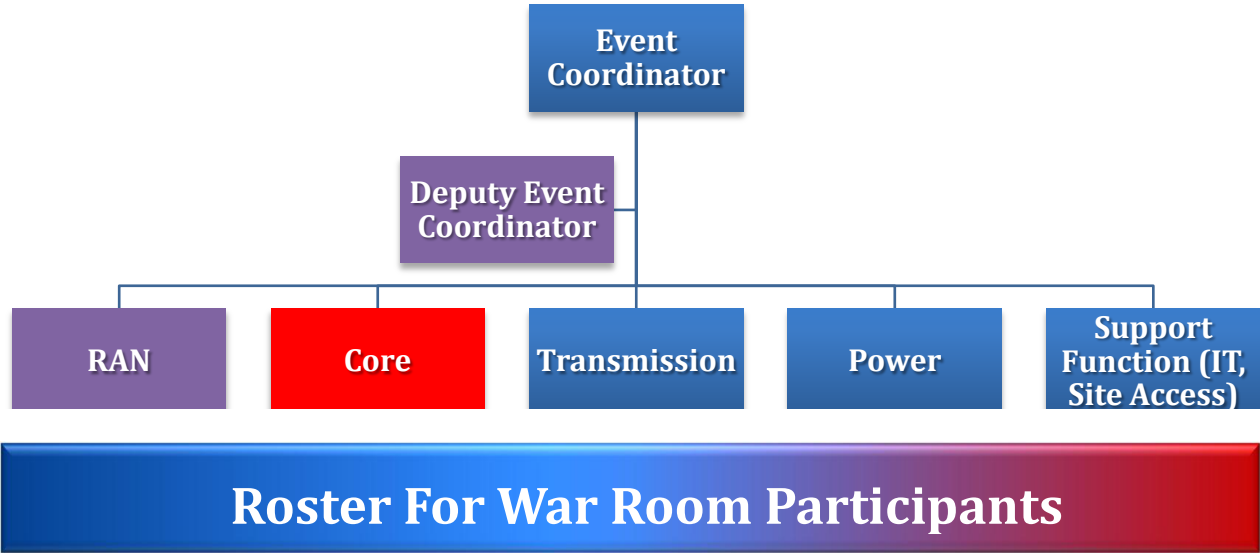 Event
Coordinator
Deputy Event
Coordinator
RAN
Core
Transmission
Power
Support
Function (IT,
Site Access)
Roster For War Room Participants